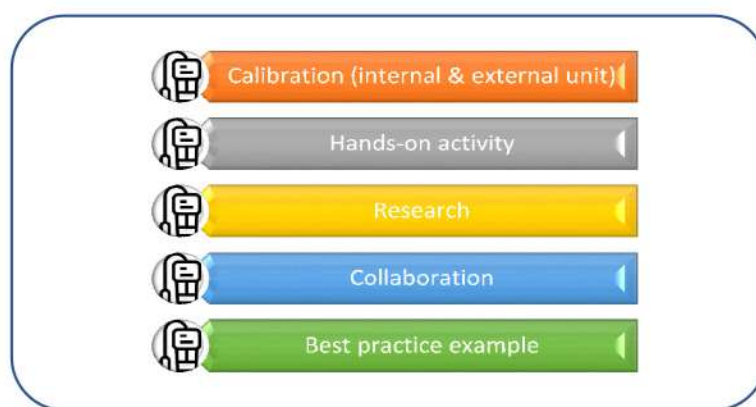 Calibration (internal & external unit)
Hands-on activity
Research
Collaboration
Best practice example